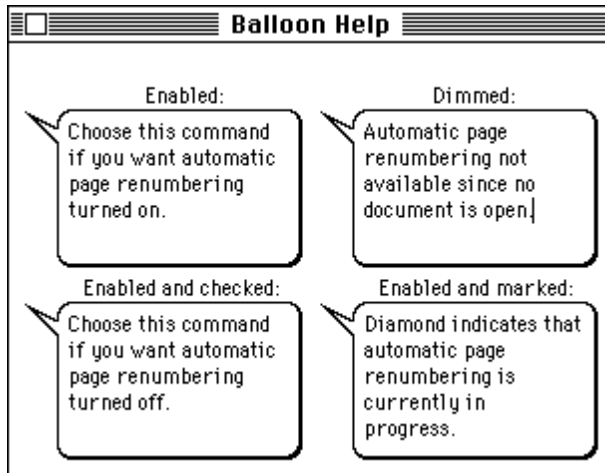 Balloon Help
Enabled:
Choose this command
if you want automatic
page renumbering
turned on.
Dimmed:
Automatic page
renumbering not
available since no
document is open.
Enabled and checked:
Choose this command
if you want automatic
page renumbering
turned off.
Enabled and marked:
Diamond indicates that
automatic page
renumbering is
currently in
progress.